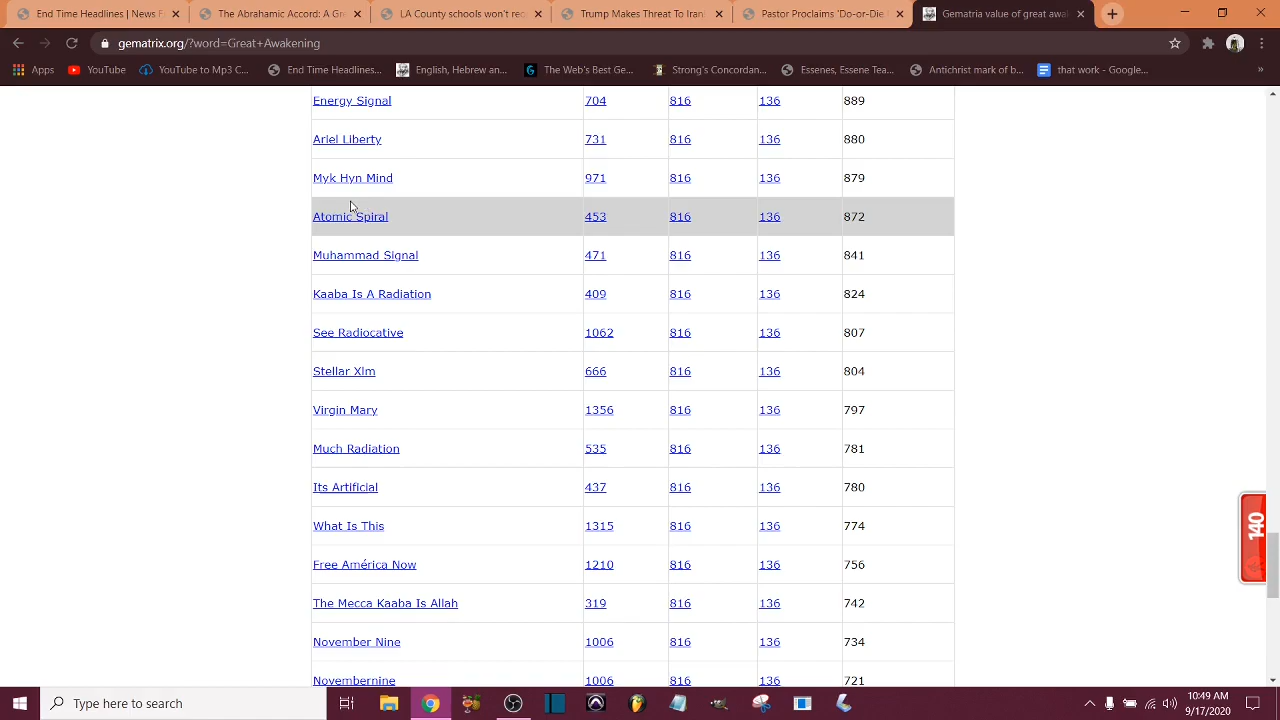 End Time Headlines | News F
The Abrahamic Accord: A Gre
LA County schools won't reo
Trump Makes Threat To Iran
Pastor Proclaims 'Do-or-Die
Gematria value of great awa
gematrix.org/?word=Great+Awakening
Apps YouTube YouTube to Mp3 C... End Time Headlines... English, Hebrew an... The Web's Best Ge... Strong's Concordan... Essenes, Essene Tea... Antichrist mark of b... that work - Google... »
Energy Signal 704 816 136 889
Ariel Liberty 731 816 136 880
Myk Hyn Mind 971 816 136 879
Atomic Spiral 453 816 136 872
Muhammad Signal 471 816 136 841
Kaaba Is A Radiation 409 816 136 824
See Radiocative 1062 816 136 807
Stellar Xlm 666 816 136 804
Virgin Mary 1356 816 136 797
Much Radiation 535 816 136 781
Its Artificial 437 816 136 780
What Is This 1315 816 136 774
Free América Now 1210 816 136 756
The Mecca Kaaba Is Allah 319 816 136 742
November Nine 1006 816 136 734
Novembernine 1006 816 136 721
140
Type here to search
10:49 AM
9/17/2020